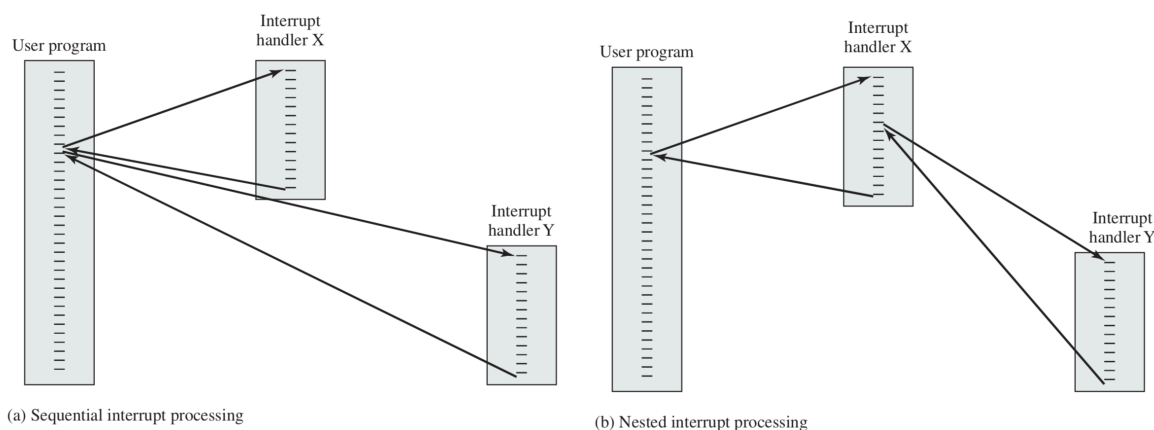 User program
Interrupt
handler X
Interrupt
handler Y
(a) Sequential interrupt processing
User program
Interrupt
handler X
Interrupt
handler Y
(b) Nested interrupt processing